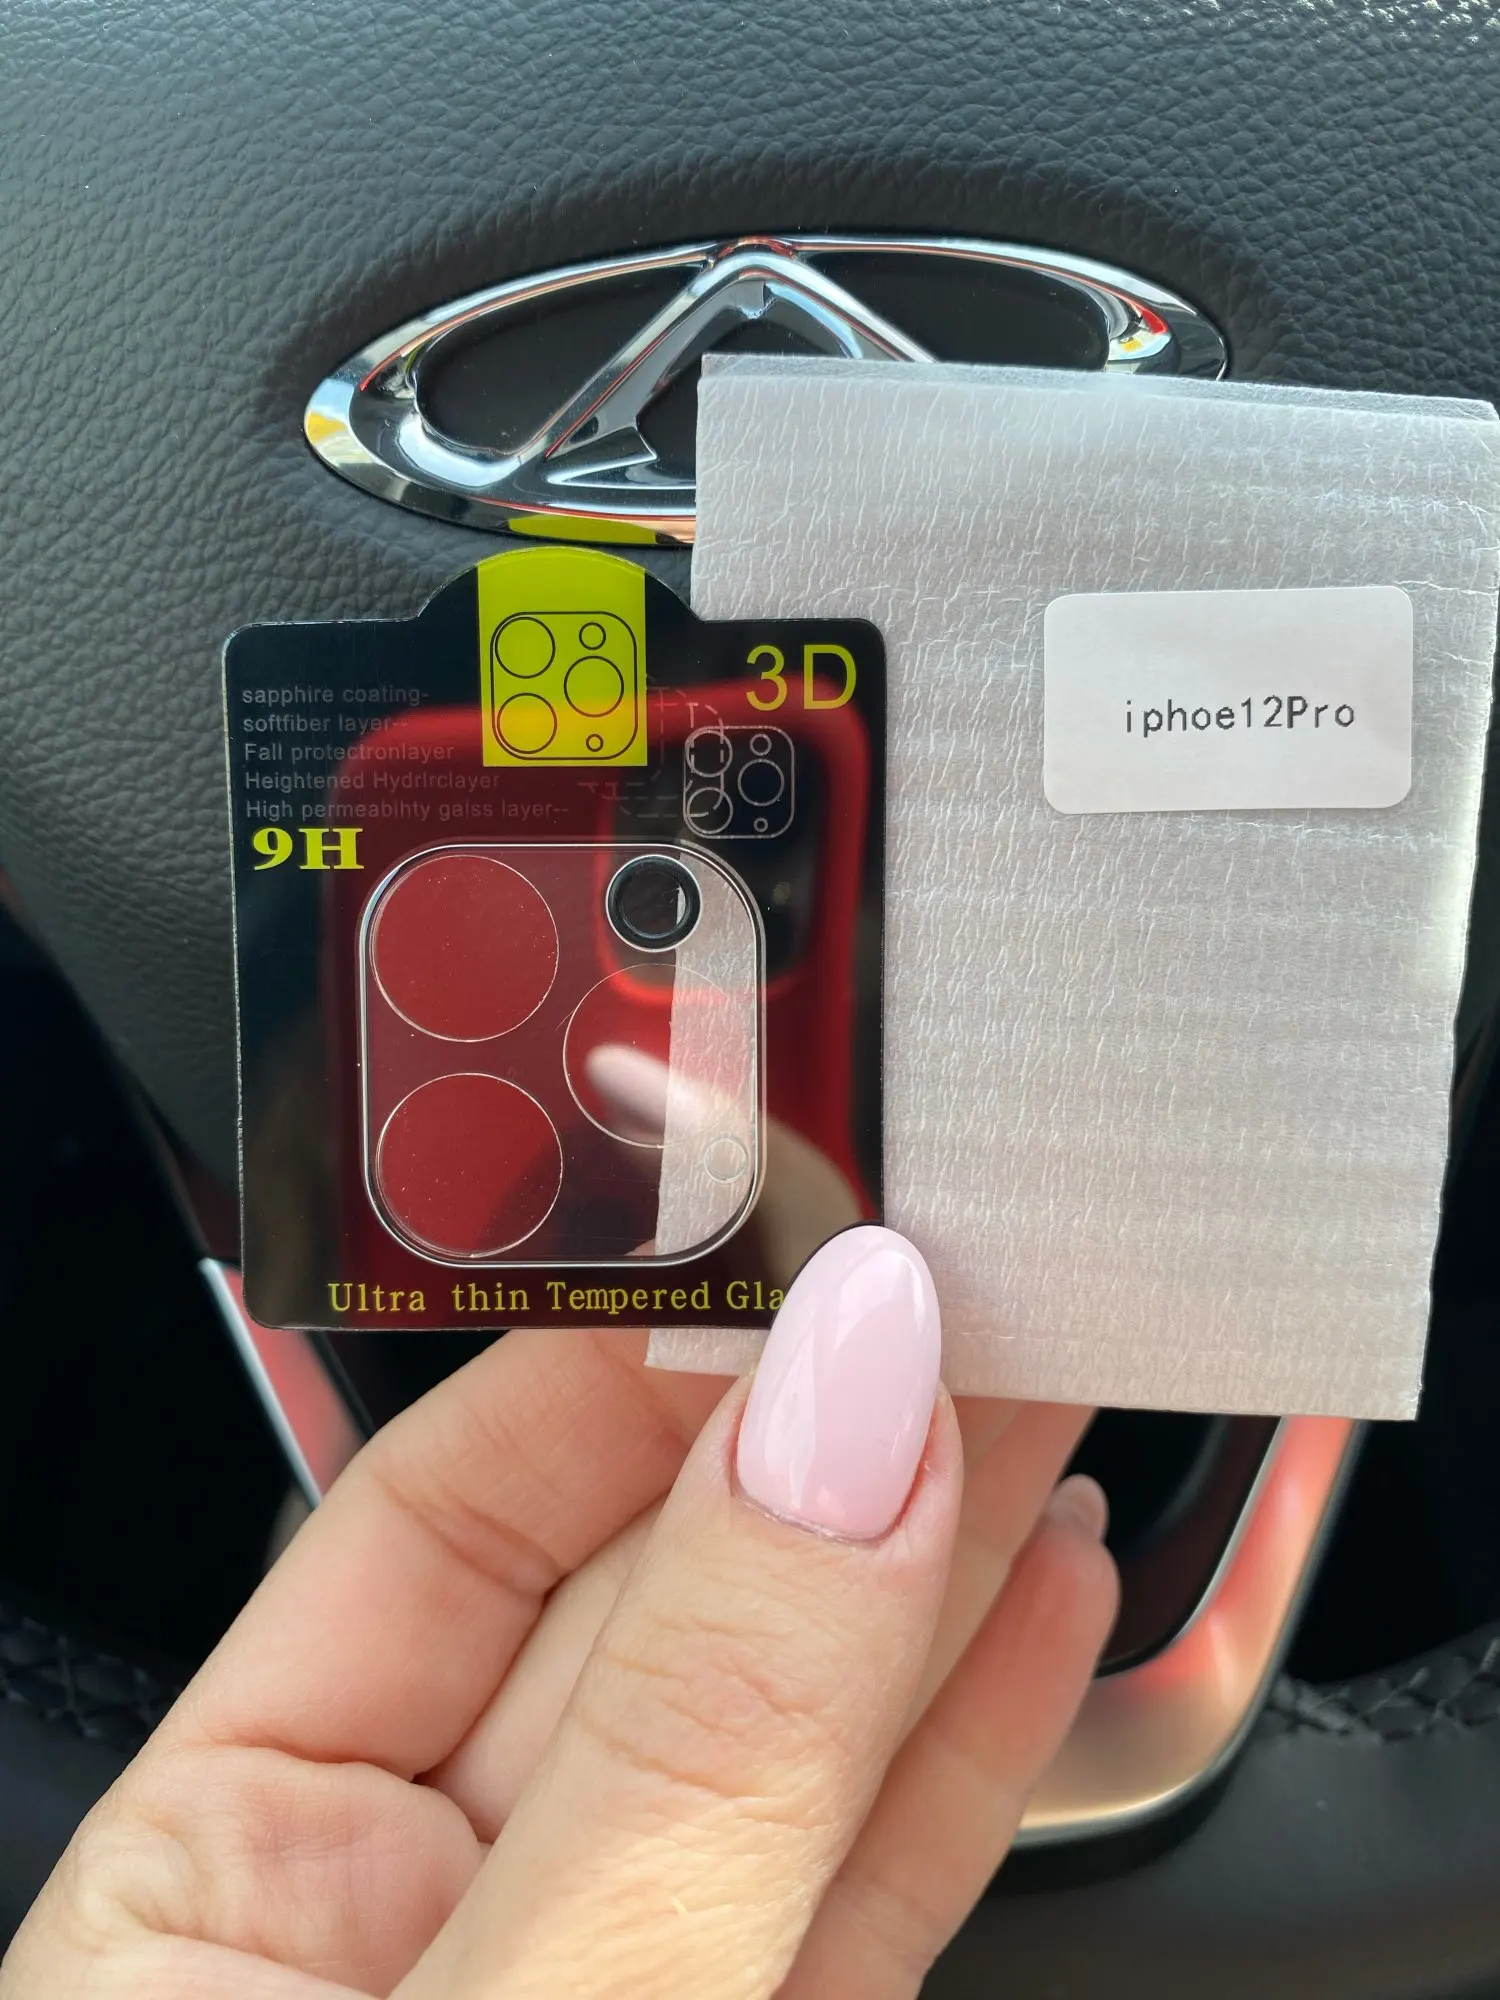 3D
sapphire coating-
softfiber layer--
Fall protectronlayer
Heightened Hydrlrclayer
High permeabihty galss layer--
9H
Ultra thin Tempered Gla
iphoe12Pro